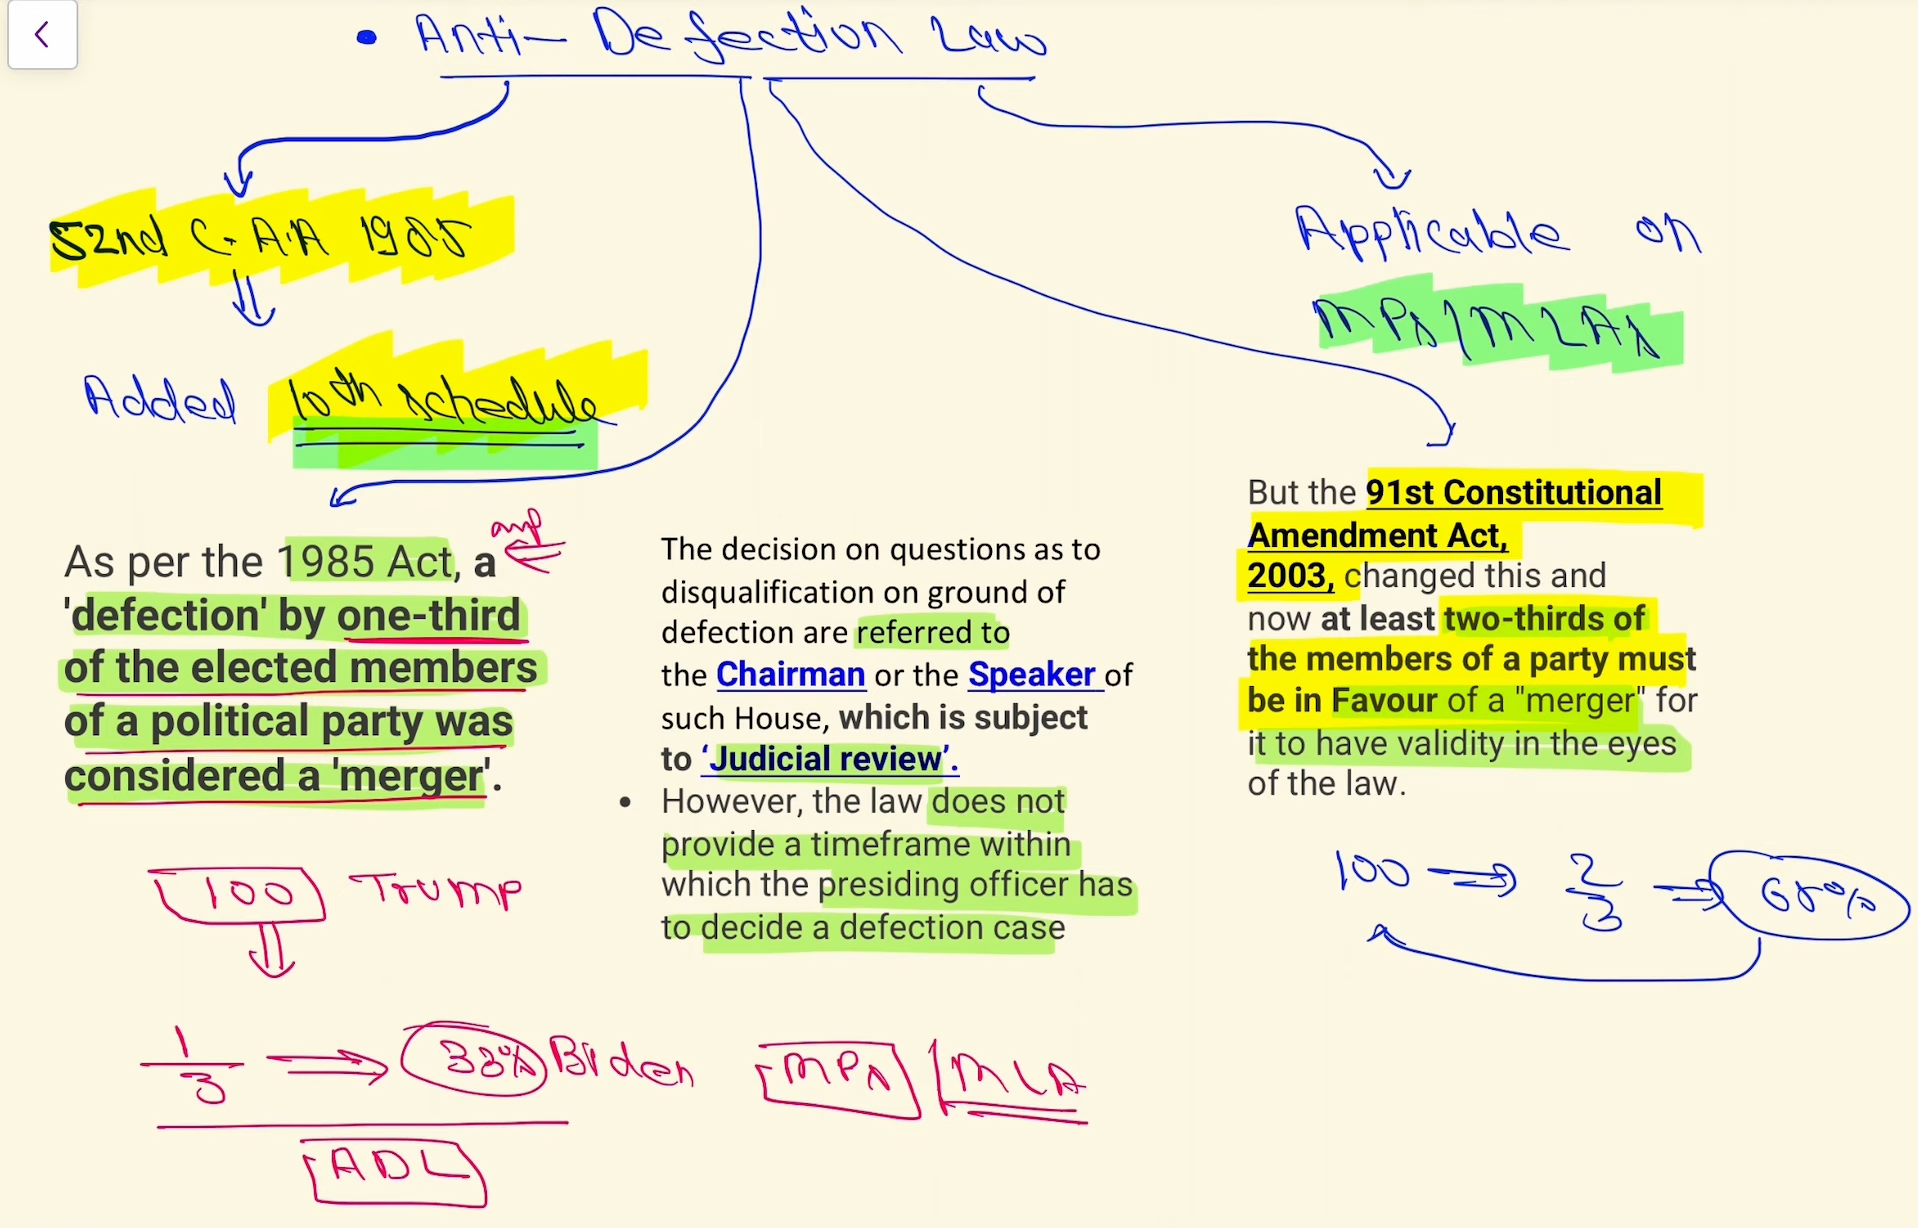 • Anti-Defection Law
52nd C.A.A 1985
Added 10th schedule
Applicable on
MPs/MLAs
As per the 1985 Act, a
'defection' by one-third
of the elected members
of a political party was
considered a 'merger'.
The decision on questions as to
disqualification on ground of
defection are referred to
the Chairman or the Speaker of
such House, which is subject
to ‘Judicial review’.
• However, the law does not
provide a timeframe within
which the presiding officer has
to decide a defection case
But the 91st Constitutional
Amendment Act,
2003, changed this and
now at least two-thirds of
the members of a party must
be in Favour of a "merger" for
it to have validity in the eyes
of the law.
100 Trump
1/3 33% Biden
ADL
MPs/MLA
100 2/3 68%